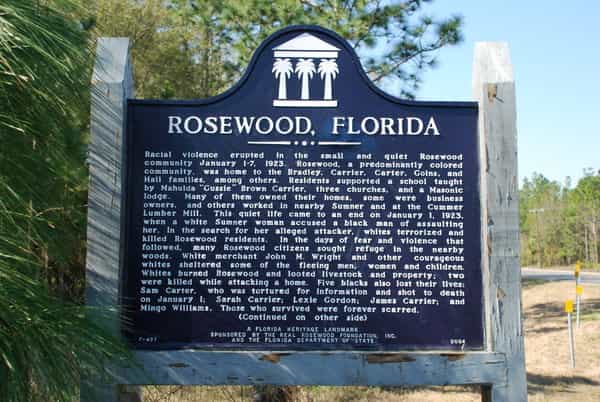 ROSEWOOD, FLORIDA
Racial violence erupted in the small and quiet Rosewood
community January 1-7, 1923. Rosewood, a predominantly colored
community, was home to the Bradley, Carrier, Carter, Goins, and
Hall families, among others. Residents supported a school taught
by Mahulda "Gussie" Brown Carrier, three churches, and a Masonic
lodge. Many of them owned their homes, some were business
owners, and others worked in nearby Sumner and at the Cummer
Lumber Mill. This quiet life came to an end on January 1, 1923,
when a white Sumner woman accused a black man of assaulting
her. In the search for her alleged attacker, whites terrorized and
killed Rosewood residents. In the days of fear and violence that
followed, many Rosewood citizens sought refuge in the nearby
woods. White merchant John M. Wright and other courageous
whites sheltered some of the fleeing men, women and children.
Whites burned Rosewood and looted livestock and property; two
were killed while attacking a home. Five blacks also lost their lives:
Sam Carter, who was tortured for information and shot to death
on January 1; Sarah Carrier; Lexie Gordon; James Carrier; and
Mingo Williams. Those who survived were forever scarred.
(Continued on other side)
A FLORIDA HERITAGE LANDMARK
SPONSORED BY THE REAL ROSEWOOD FOUNDATION, INC.
AND THE FLORIDA DEPARTMENT OF STATE
F-497 2004